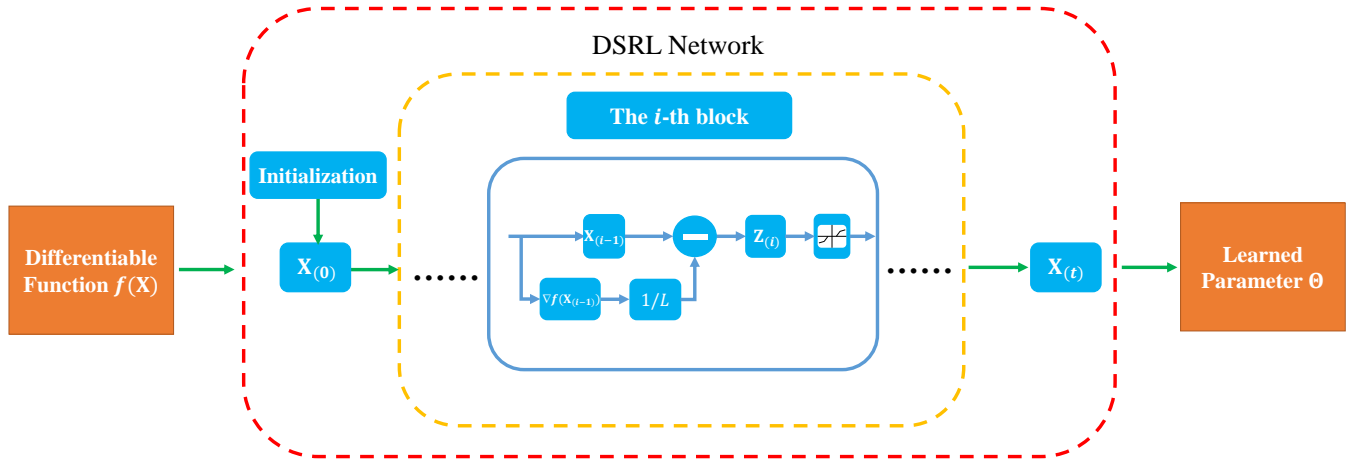 DSRL Network
The i-th block
Initialization
Differentiable
Function f(X)
X(0)
......
X(i−1)
Z(i)
∇f(X(i−1))
1/L
......
X(t)
Learned
Parameter Θ